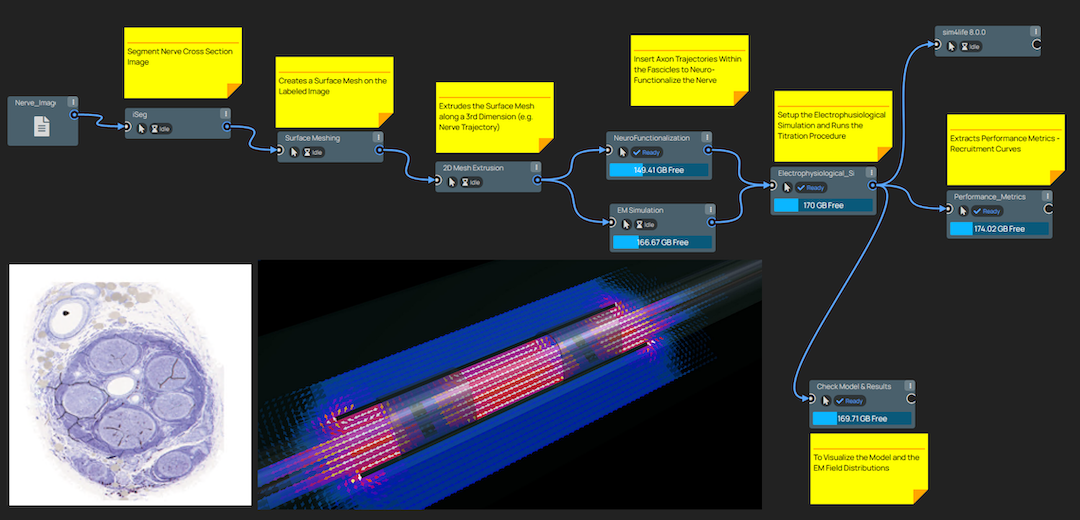 Segment Nerve Cross Section
Image
Nerve_Image
iSeg
Idle
Creates a Surface Mesh on the
Labeled Image
Surface Meshing
Idle
Extrudes the Surface Mesh
along a 3rd Dimension (e.g.
Nerve Trajectory)
2D Mesh Extrusion
Idle
Insert Axon Trajectories Within
the Fascicles to Neuro-
Functionalize the Nerve
NeuroFunctionalization
Ready
149.41 GB Free
EM Simulation
Idle
166.67 GB Free
Setup the Electrophusiological
Simulation and Runs the
Titration Procedure
Electrophysiological_Si
Ready
170 GB Free
sim4life 8.0.0
Idle
Extracts Performance Metrics -
Recruitment Curves
Performance_Metrics
Ready
174.02 GB Free
Check Model & Results
Ready
169.71 GB Free
To Visualize the Model and the
EM Field Distributions